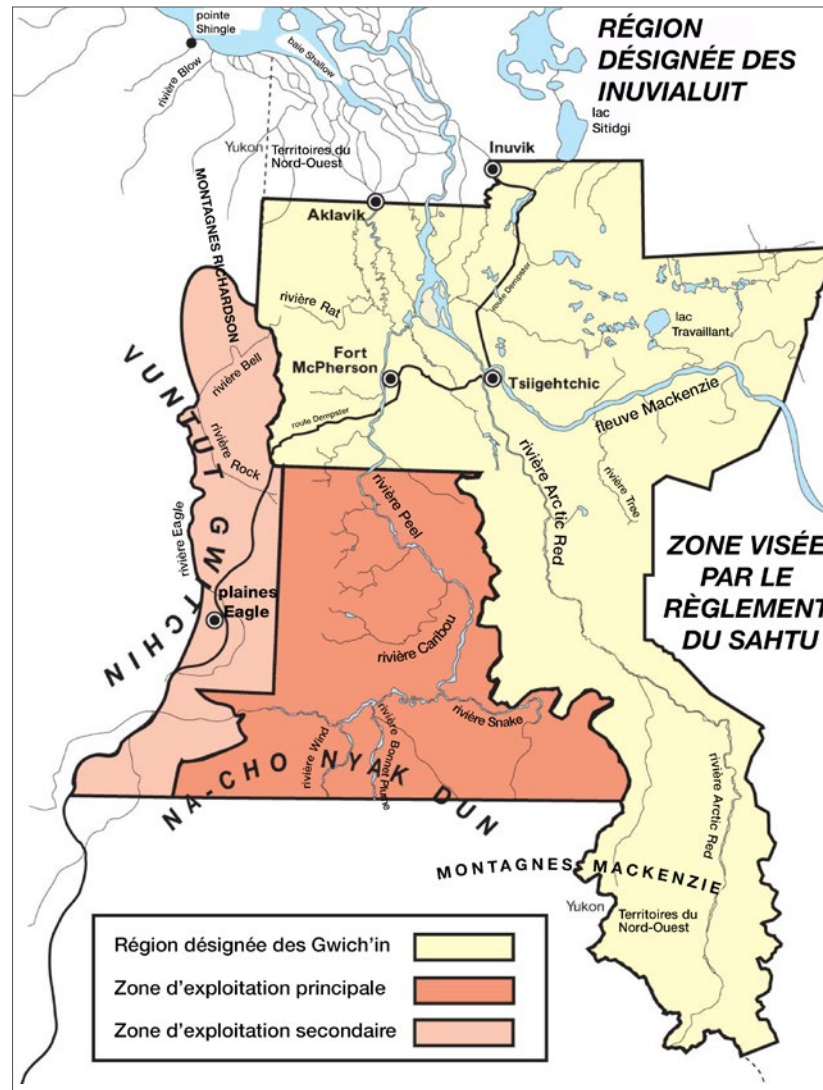 pointe
Shingle
RÉGION
DÉSIGNÉE DES
INUVIALUIT
baie Shallow
rivière Blow
lac
Sitidgi
Yukon
Territoires du
Nord-Ouest
Inuvik
MONTAGNES RICHARDSON
Aklavik
route Dempster
rivière Rat
lac
Travaillant
Fort
McPherson
Tsiigehtchic
rivière Bell
fleuve Mackenzie
VUNTUT GWITCHIN
route Dempster
rivière Rock
rivière Tree
rivière Peel
rivière Arctic Red
rivière Eagle
ZONE VISÉE
PAR LE
RÈGLEMENT
DU SAHTU
plaines
Eagle
rivière Caribou
rivière Snake
rivière Wind
rivière Bonnet Plume
NA-CHO NYAK DUN
rivière Arctic Red
MONTAGNES MACKENZIE
Yukon
Territoires du
Nord-Ouest
Région désignée des Gwich'in
Zone d'exploitation principale
Zone d'exploitation secondaire